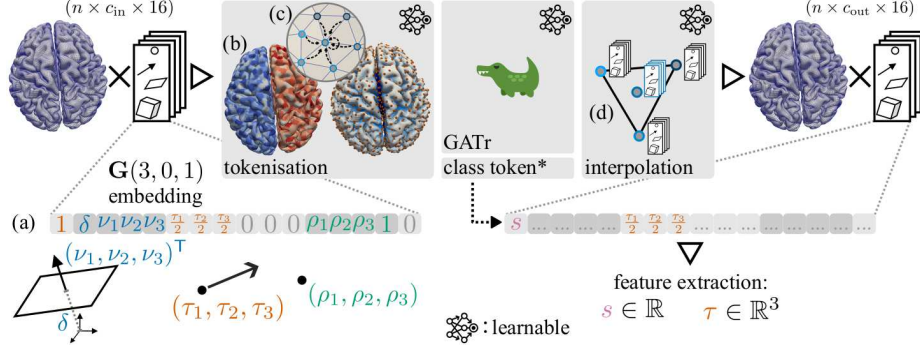 (n × c_in × 16)
(n × c_out × 16)
(c)
(b)
(d)
GATr
tokenisation
class token*
interpolation
G(3, 0, 1)
embedding
(a)
1 δ ν₁ ν₂ ν₃ τ₁/2 τ₂/2 τ₃/2 0 0 0 ρ₁ ρ₂ ρ₃ 1 0
s ... ... ... ... τ₁/2 τ₂/2 τ₃/2 ... ... ... ... ... ... ... ...
(ν₁, ν₂, ν₃)ᵀ
δ
(τ₁, τ₂, τ₃)
(ρ₁, ρ₂, ρ₃)
: learnable
feature extraction:
s ∈ ℝ τ ∈ ℝ³